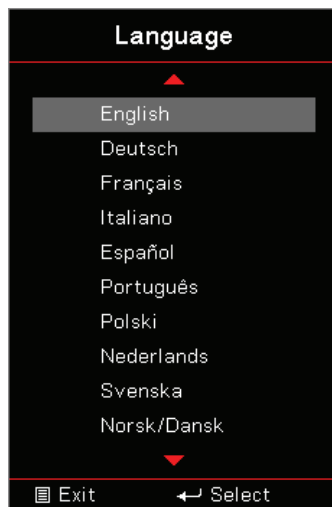 Language
English
Deutsch
Français
Italiano
Español
Português
Polski
Nederlands
Svenska
Norsk/Dansk
Exit Select